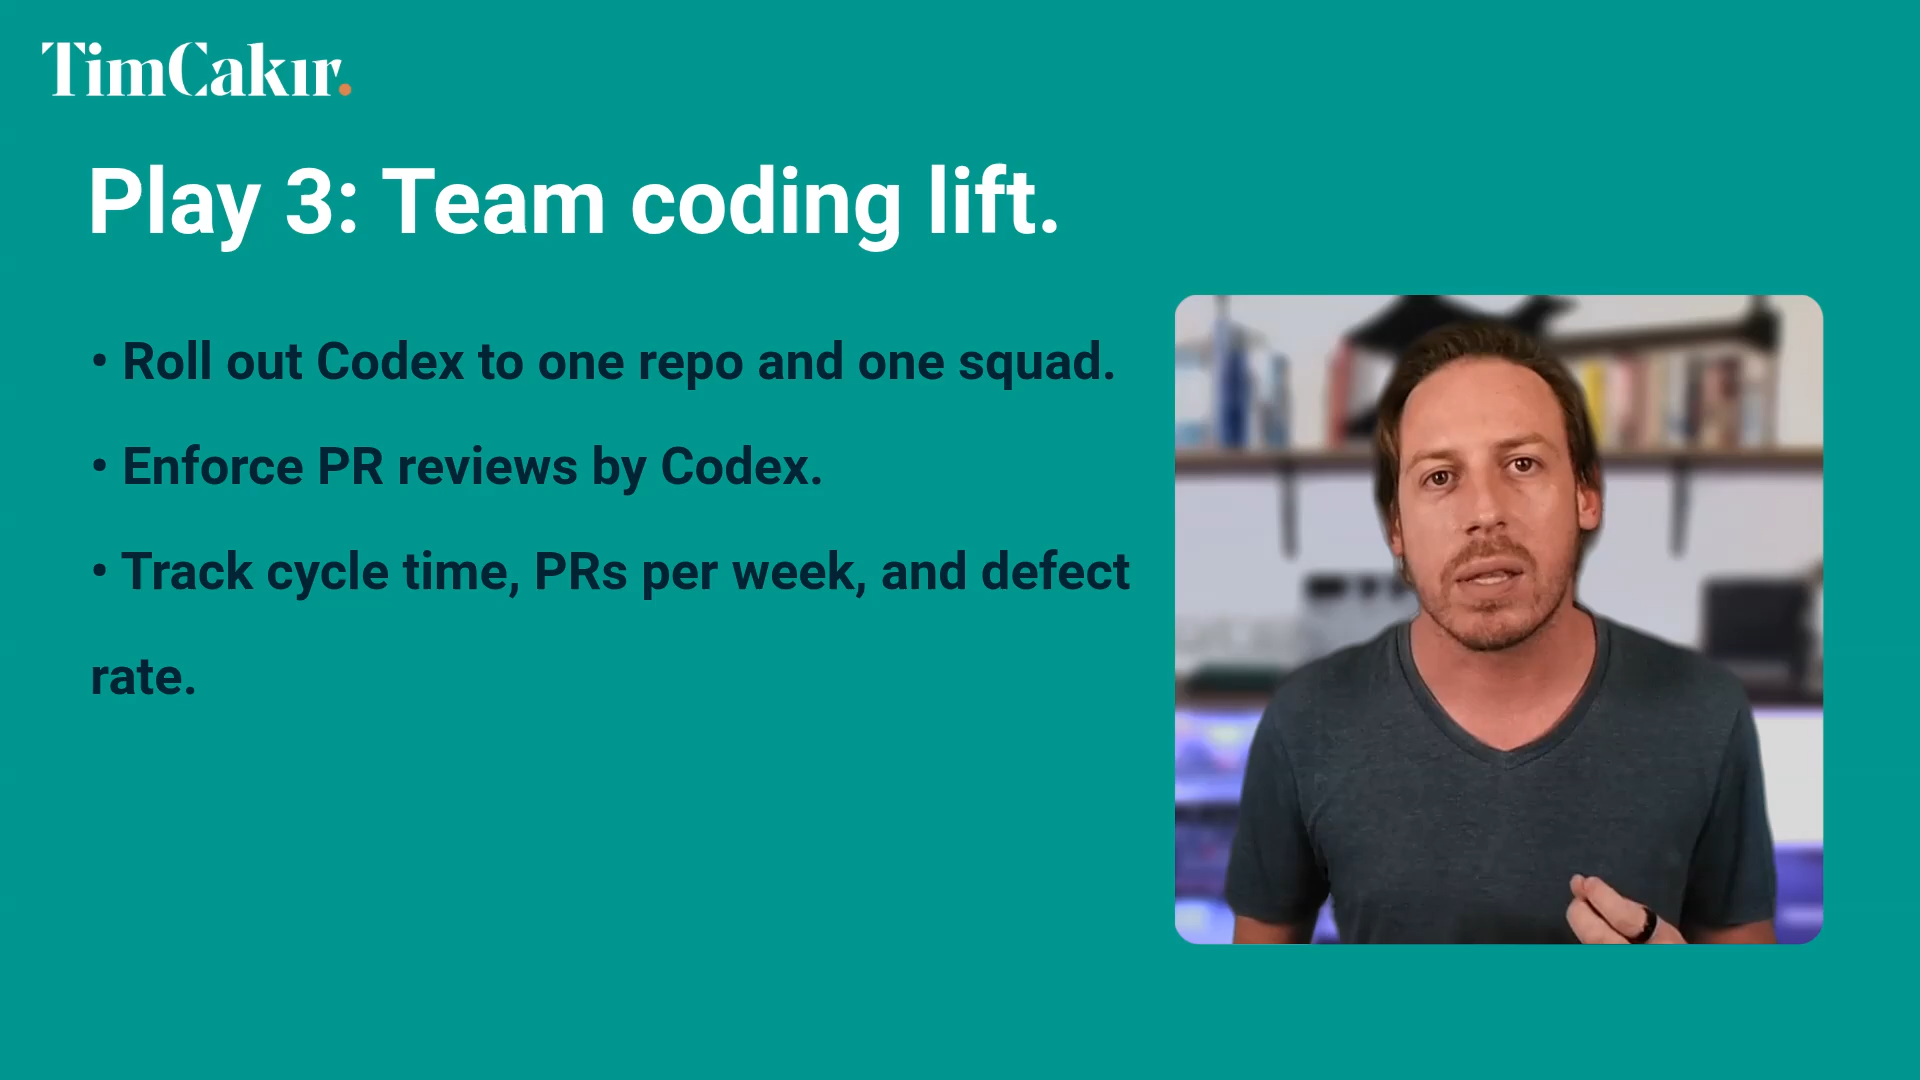 TimCakır.
Play 3: Team coding lift.
• Roll out Codex to one repo and one squad.
• Enforce PR reviews by Codex.
• Track cycle time, PRs per week, and defect
rate.